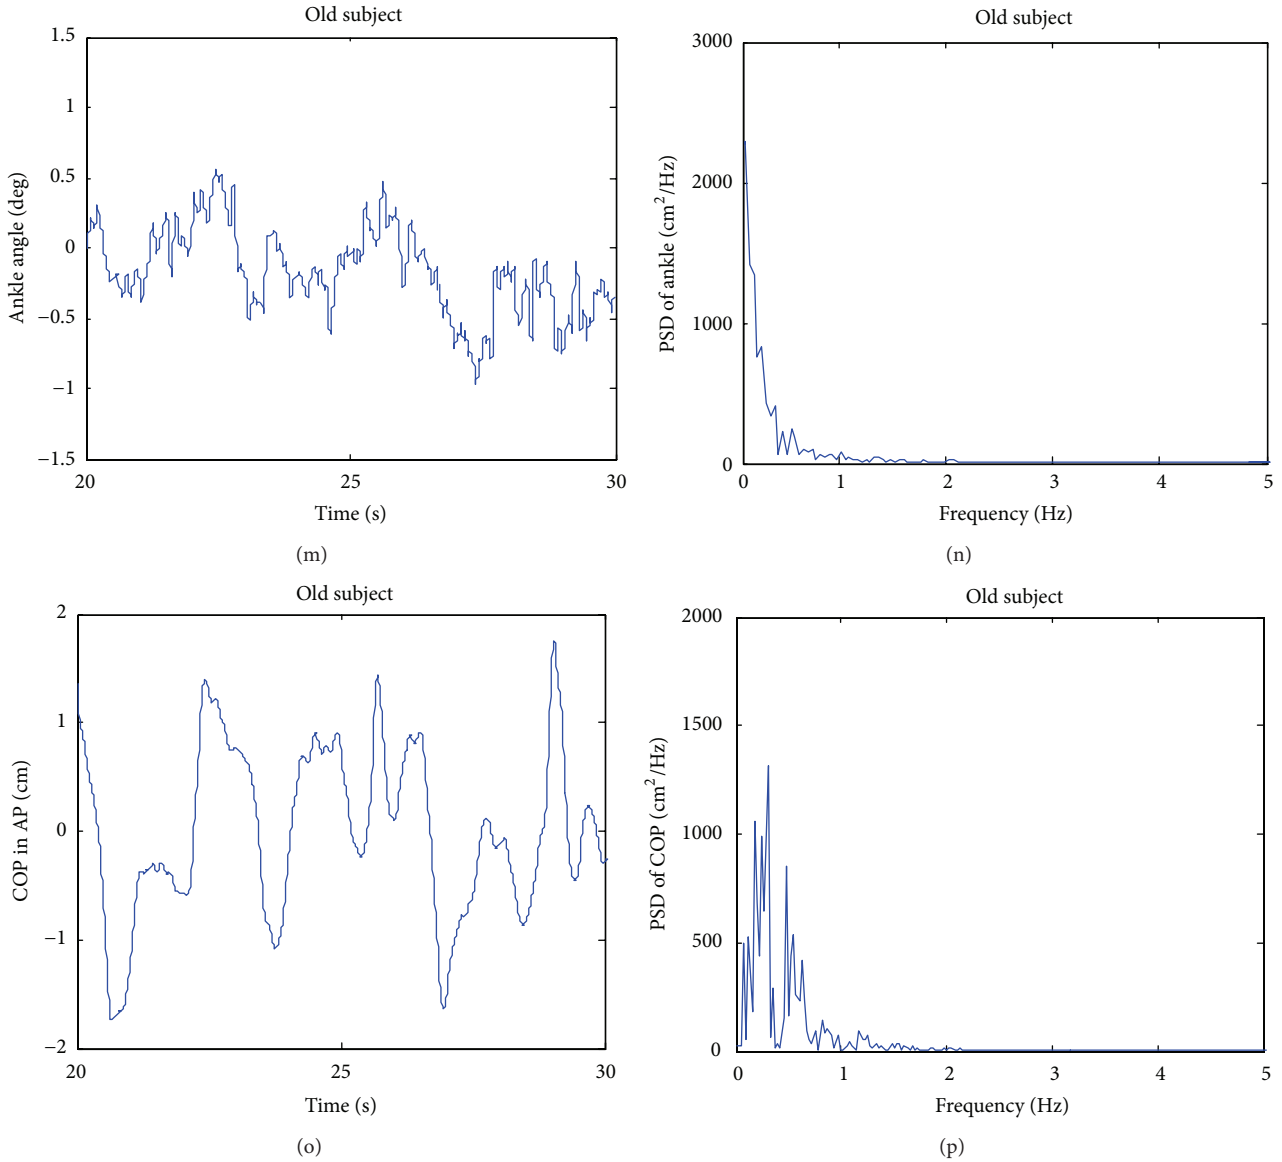 Old subject
1.5
1
0.5
0
−0.5
−1
−1.5
20
25
30
Ankle angle (deg)
Time (s)
(m)
Old subject
3000
2000
1000
0
0
1
2
3
4
5
PSD of ankle (cm²/Hz)
Frequency (Hz)
(n)
Old subject
2
1
0
−1
−2
20
25
30
COP in AP (cm)
Time (s)
(o)
Old subject
2000
1500
1000
500
0
0
1
2
3
4
5
PSD of COP (cm²/Hz)
Frequency (Hz)
(p)